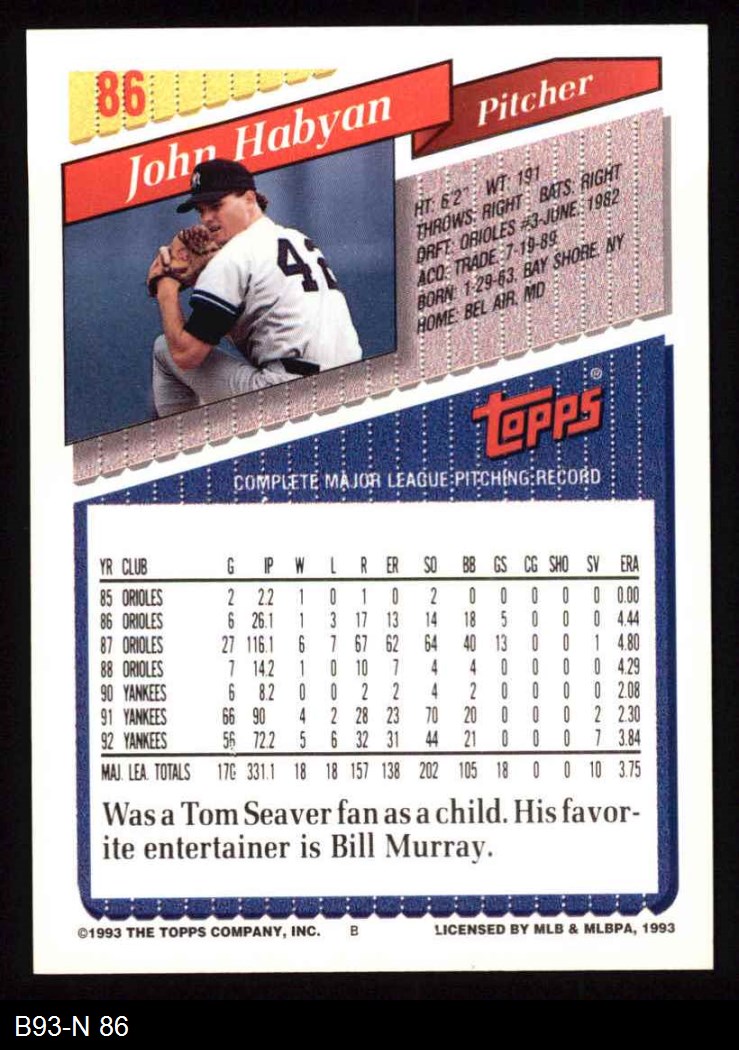 86
John Habyan
Pitcher
HT: 6'2" WT: 191
THROWS: RIGHT BATS: RIGHT
DRFT: ORIOLES #3-JUNE, 1982
ACQ: TRADE, 7-19-89
BORN: 1-29-63, BAY SHORE, NY
HOME: BEL AIR, MD
NY
42
topps®
COMPLETE MAJOR LEAGUE PITCHING RECORD
YR CLUB G IP W L R ER SO BB GS CG SHO SV ERA
85 ORIOLES 2 2.2 1 0 1 0 2 0 0 0 0 0 0.00
86 ORIOLES 6 26.1 1 3 17 13 14 18 5 0 0 0 4.44
87 ORIOLES 27 116.1 6 7 67 62 64 40 13 0 0 1 4.80
88 ORIOLES 7 14.2 1 0 10 7 4 4 0 0 0 0 4.29
90 YANKEES 6 8.2 0 0 2 2 4 2 0 0 0 0 2.08
91 YANKEES 66 90 4 2 28 23 70 20 0 0 0 2 2.30
92 YANKEES 56 72.2 5 6 32 31 44 21 0 0 0 7 3.84
MAJ. LEA. TOTALS 170 331.1 18 18 157 138 202 105 18 0 0 10 3.75
Was a Tom Seaver fan as a child. His favor-
ite entertainer is Bill Murray.
©1993 THE TOPPS COMPANY, INC. B LICENSED BY MLB & MLBPA, 1993
B93-N 86